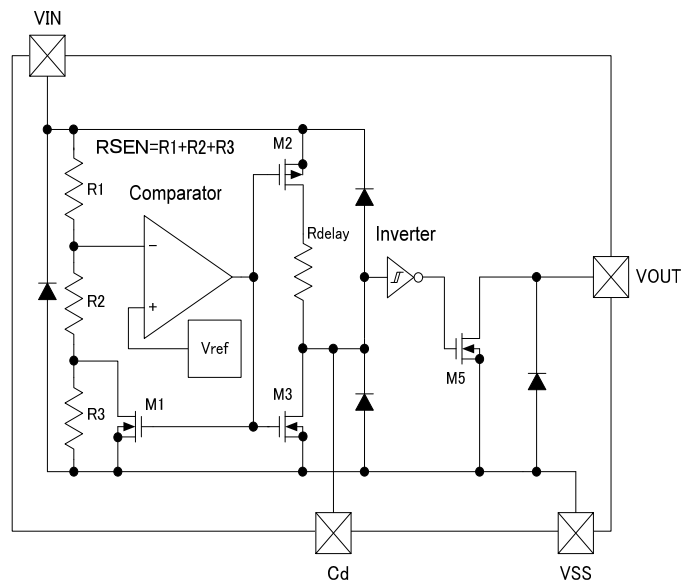 VIN
RSEN=R1+R2+R3
M2
R1
Comparator
Rdelay
Inverter
−
VOUT
R2
+
Vref
M5
R3
M1
M3
Cd
VSS